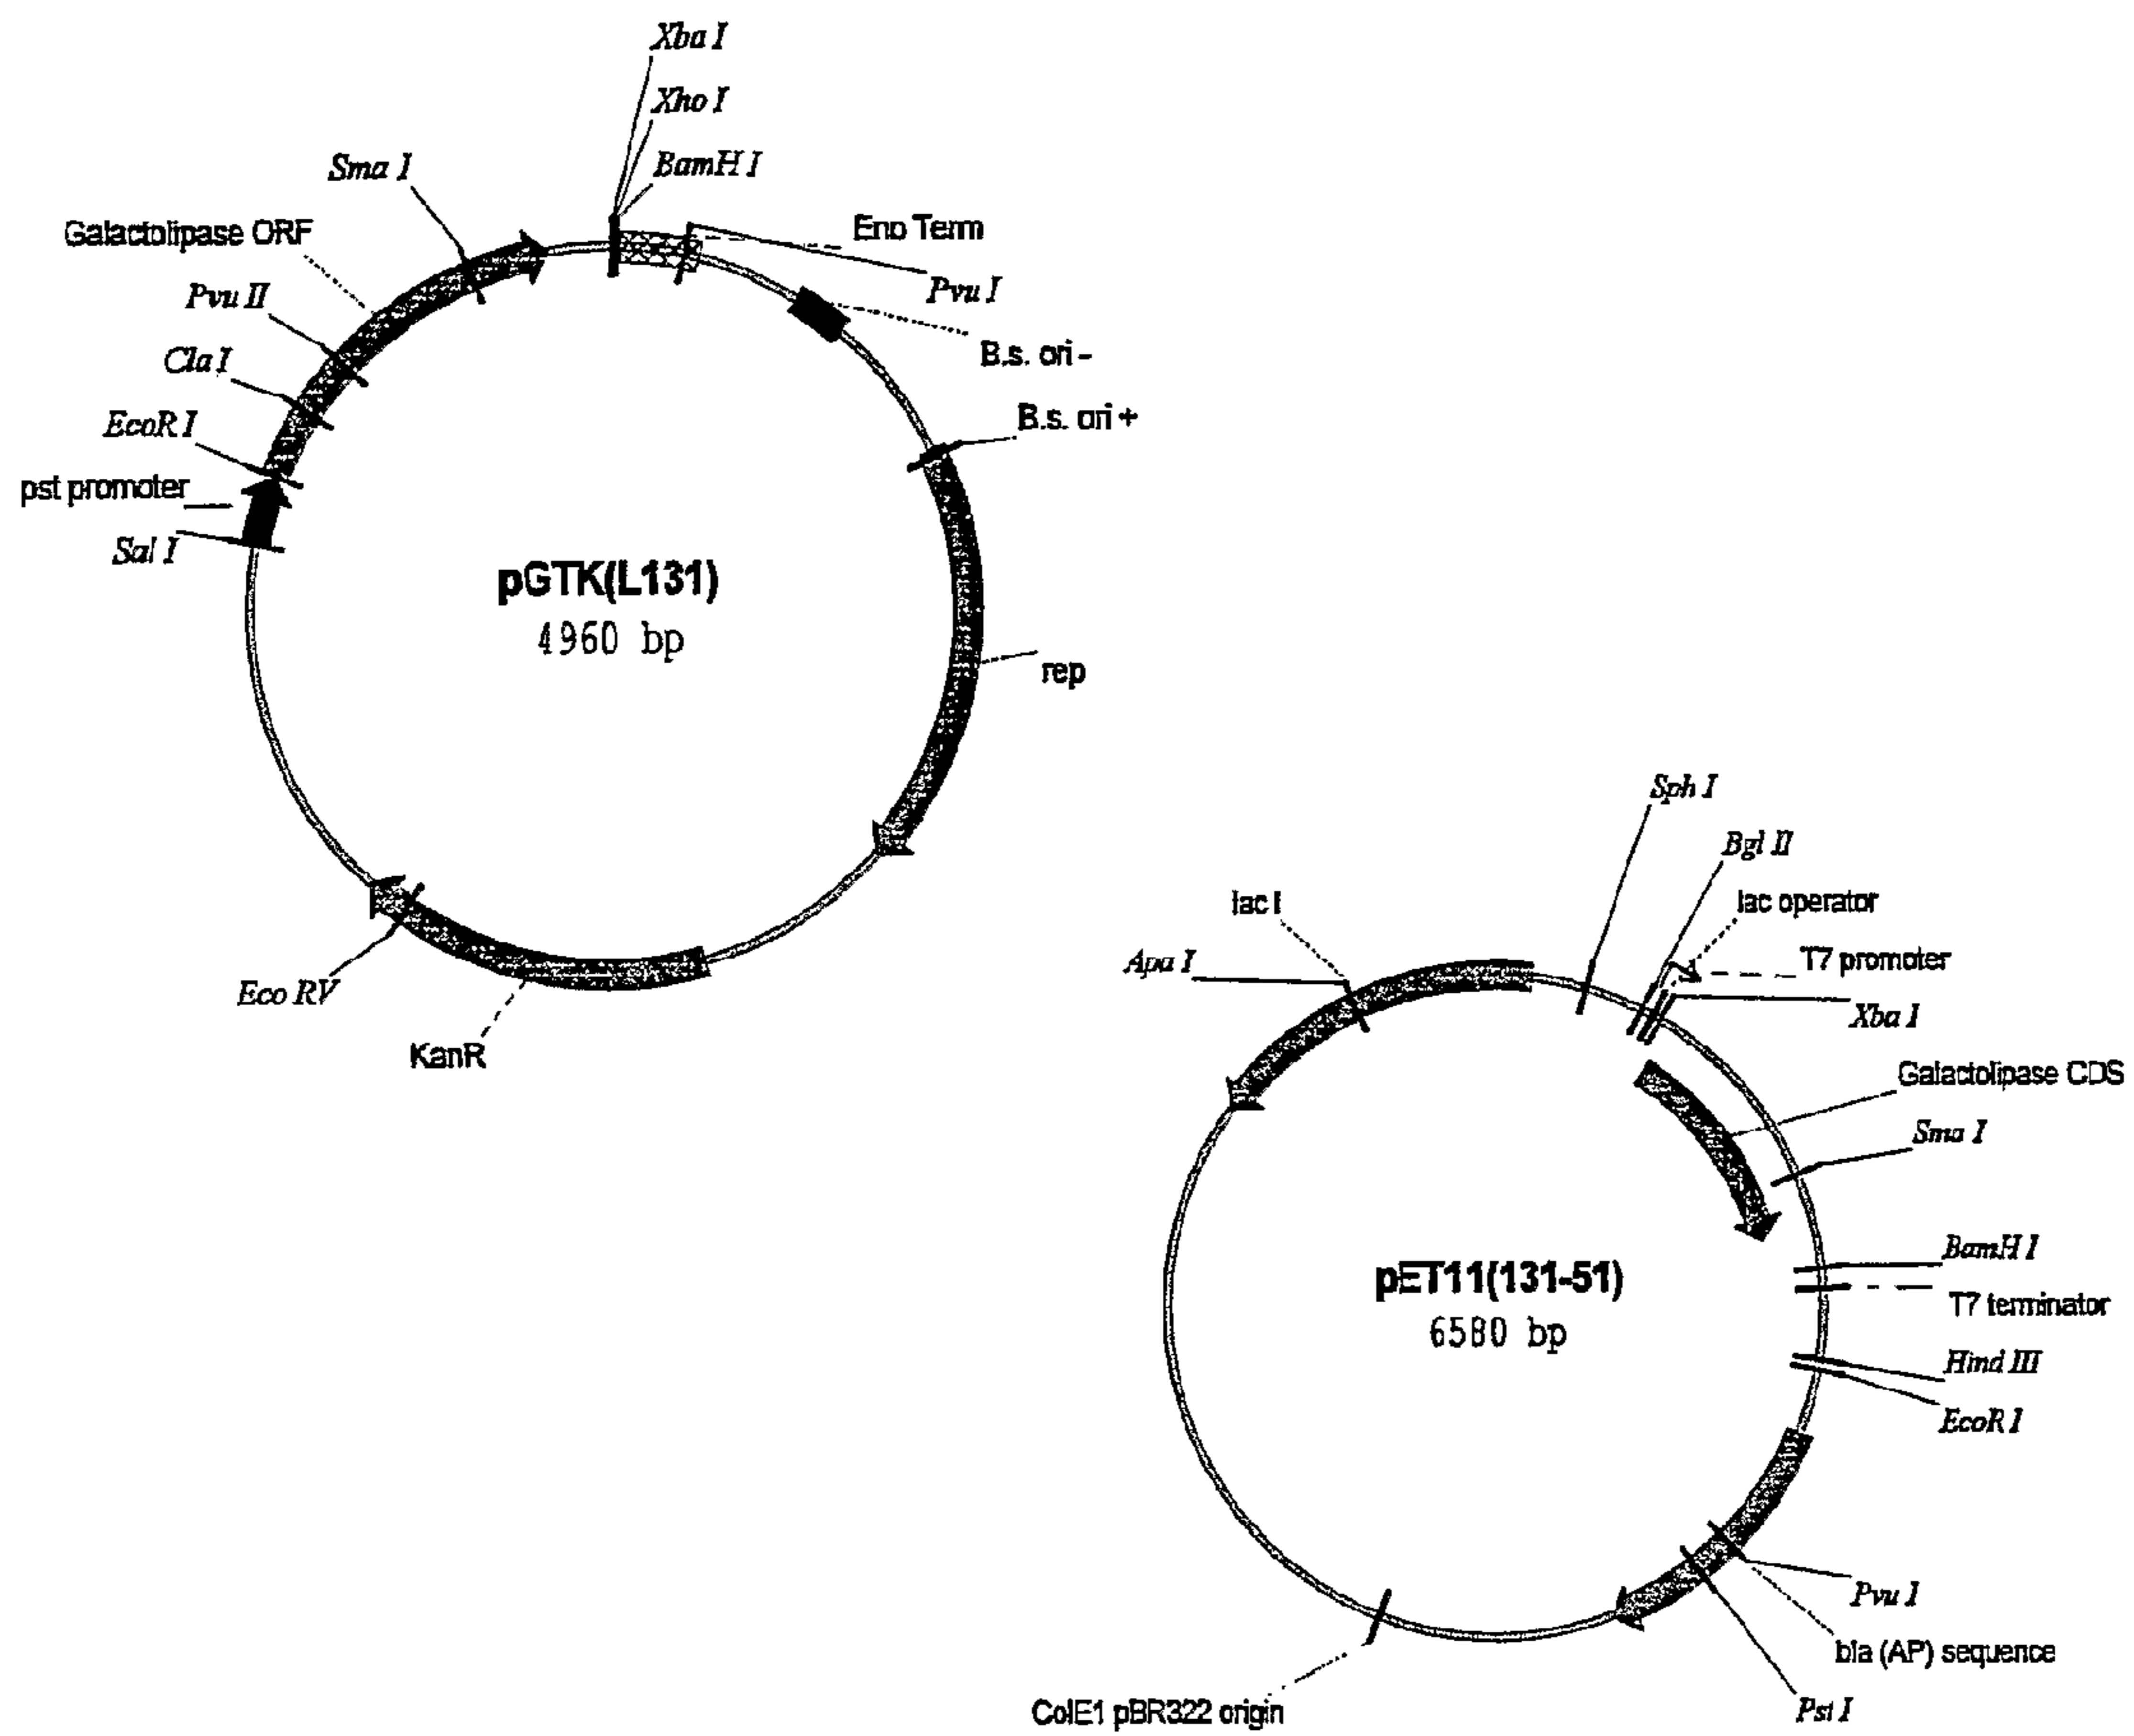 Xba I
Xho I
BamH I
Sma I
Galactolipase ORF
Eno Term
Pvu II
Pvu I
Cla I
B.s. ori -
EcoR I
B.s. ori +
pst promoter
Sal I
pGTK(L131)
4960 bp
rep
Eco RV
KanR
Sph I
Bgl II
lac I
lac operator
Apa I
T7 promoter
Xba I
Galactolipase CDS
Sma I
BamH I
pET11(131-51)
T7 terminator
6580 bp
Hind III
EcoR I
Pvu I
bla (AP) sequence
ColE1 pBR322 origin
Pst I